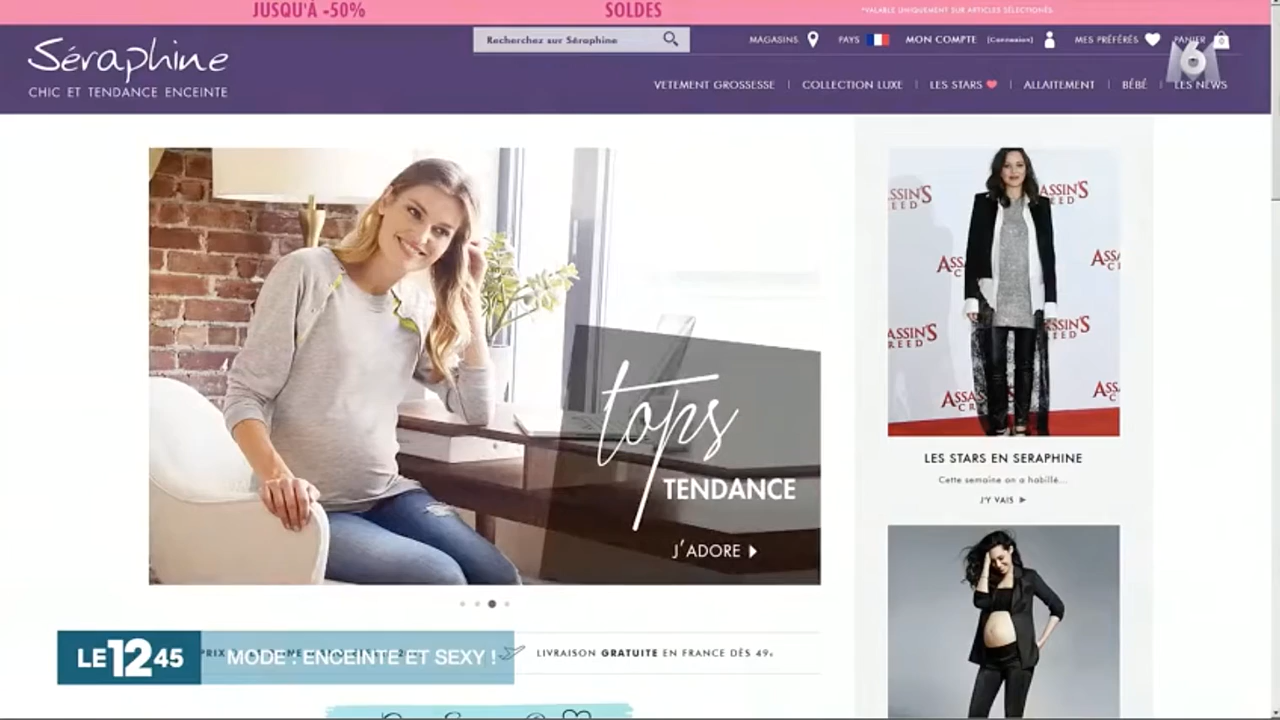 JUSQU'À -50%
SOLDES
*VALABLE UNIQUEMENT SUR ARTICLES SÉLECTIONÉS
Séraphine
CHIC ET TENDANCE ENCEINTE
Recherchez sur Séraphine
MAGASINS
PAYS
MON COMPTE (Connexion)
MES PRÉFÉRÉS
PANIER
0
M6
VETEMENT GROSSESSE
COLLECTION LUXE
LES STARS
ALLAITEMENT
BÉBÉ
LES NEWS
tops
TENDANCE
J'ADORE
ASSIN'S
ASSASSIN'S
LES STARS EN SERAPHINE
Cette semaine on a habillé...
J'Y VAIS
LE 12 45
MODE : ENCEINTE ET SEXY !
LIVRAISON GRATUITE EN FRANCE DÈS 49€